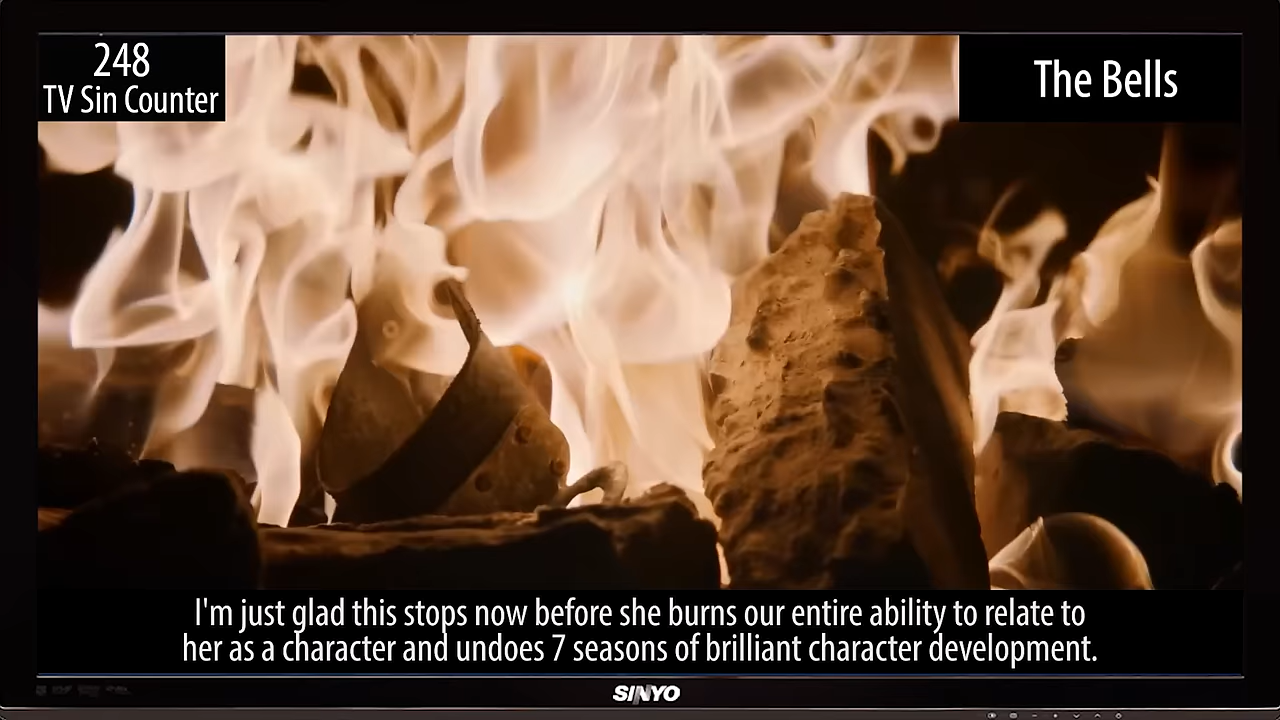 248
TV Sin Counter
The Bells
I'm just glad this stops now before she burns our entire ability to relate to
her as a character and undoes 7 seasons of brilliant character development.
SINYO